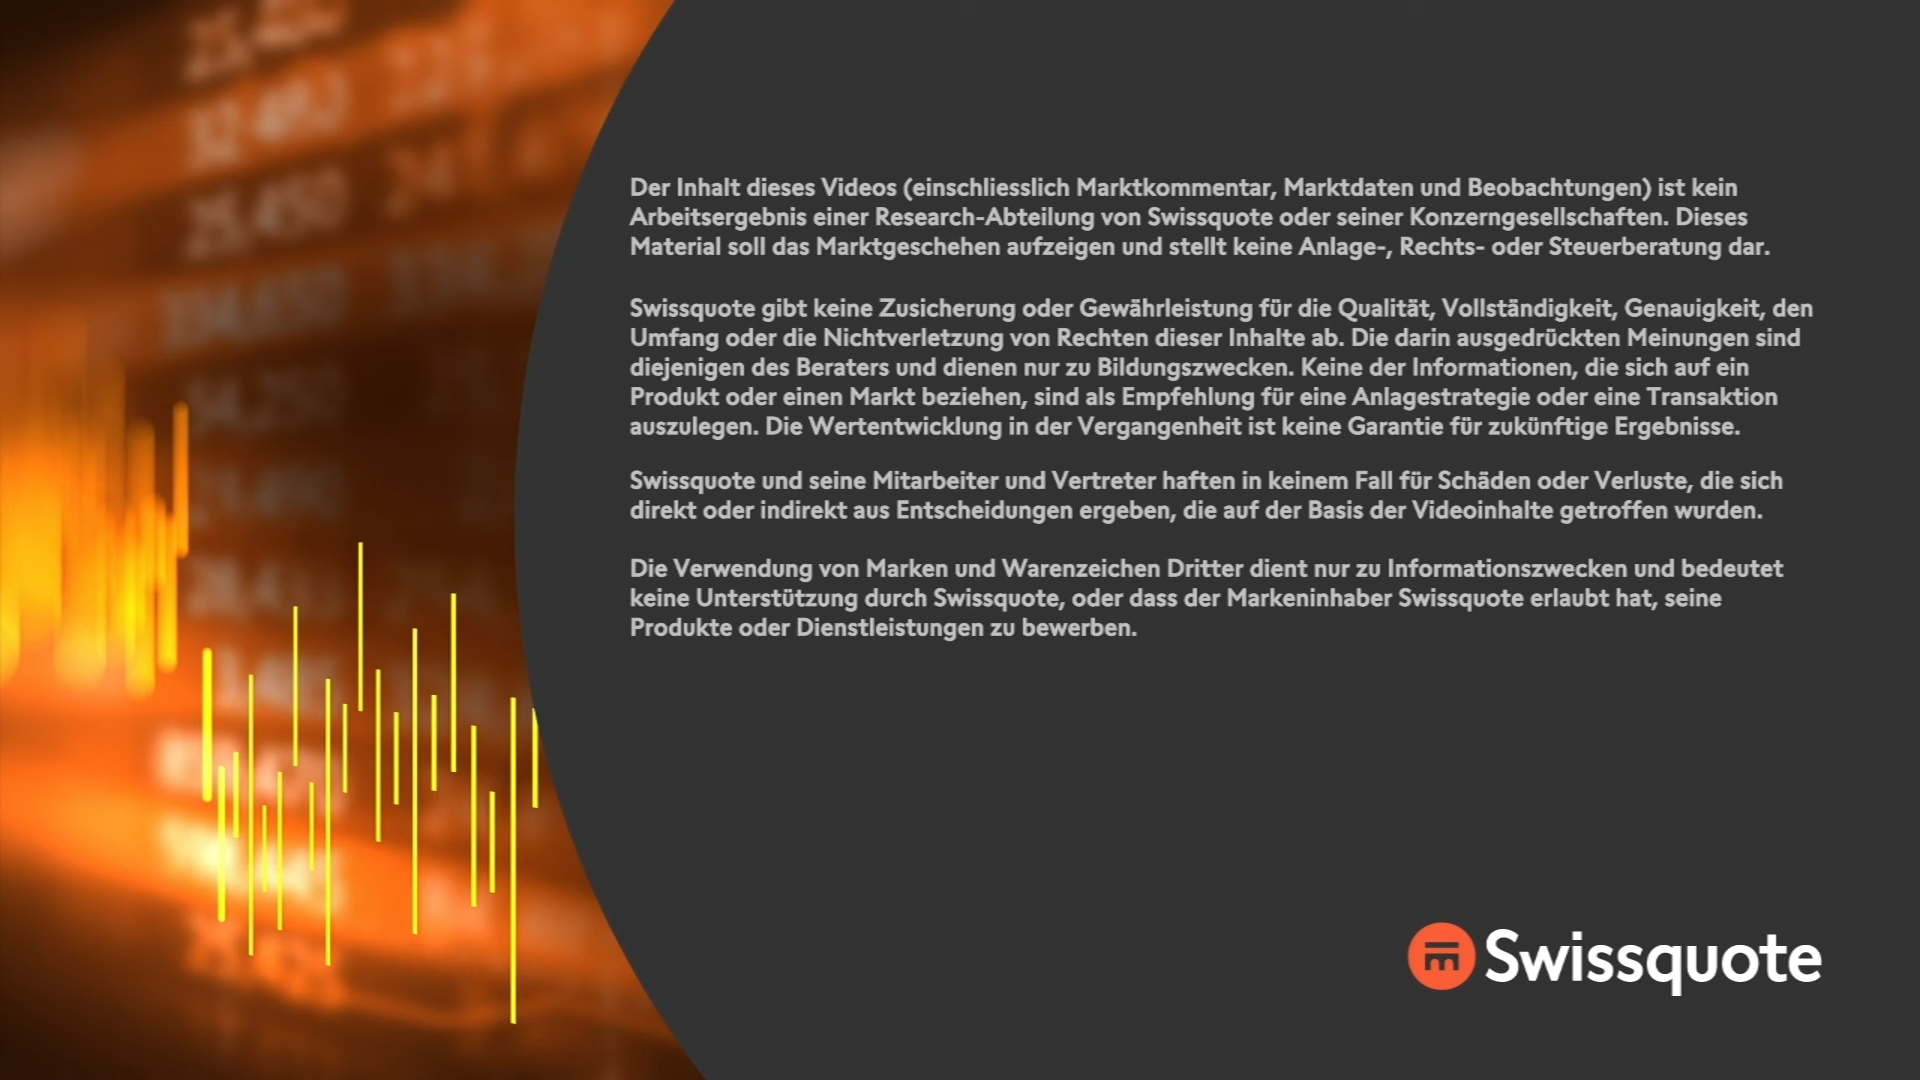 Der Inhalt dieses Videos (einschliesslich Marktkommentar, Marktdaten und Beobachtungen) ist kein
Arbeitsergebnis einer Research-Abteilung von Swissquote oder seiner Konzerngesellschaften. Dieses
Material soll das Marktgeschehen aufzeigen und stellt keine Anlage-, Rechts- oder Steuerberatung dar.
Swissquote gibt keine Zusicherung oder Gewährleistung für die Qualität, Vollständigkeit, Genauigkeit, den
Umfang oder die Nichtverletzung von Rechten dieser Inhalte ab. Die darin ausgedrückten Meinungen sind
diejenigen des Beraters und dienen nur zu Bildungszwecken. Keine der Informationen, die sich auf ein
Produkt oder einen Markt beziehen, sind als Empfehlung für eine Anlagestrategie oder eine Transaktion
auszulegen. Die Wertentwicklung in der Vergangenheit ist keine Garantie für zukünftige Ergebnisse.
Swissquote und seine Mitarbeiter und Vertreter haften in keinem Fall für Schäden oder Verluste, die sich
direkt oder indirekt aus Entscheidungen ergeben, die auf der Basis der Videoinhalte getroffen wurden.
Die Verwendung von Marken und Warenzeichen Dritter dient nur zu Informationszwecken und bedeutet
keine Unterstützung durch Swissquote, oder dass der Markeninhaber Swissquote erlaubt hat, seine
Produkte oder Dienstleistungen zu bewerben.
Swissquote